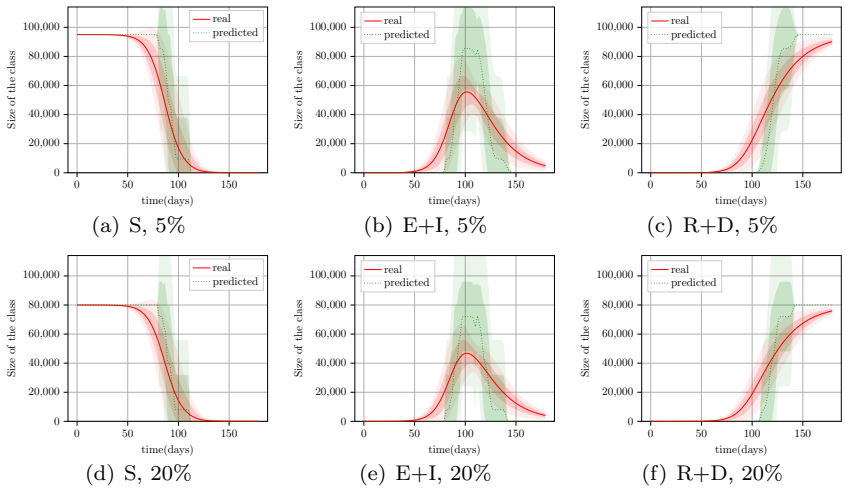 real
predicted
100,000
80,000
60,000
40,000
20,000
0
Size of the class
0 50 100 150
time(days)
(a) S, 5%
real
predicted
100,000
80,000
60,000
40,000
20,000
0
Size of the class
0 50 100 150
time(days)
(b) E+I, 5%
real
predicted
100,000
80,000
60,000
40,000
20,000
0
Size of the class
0 50 100 150
time(days)
(c) R+D, 5%
real
predicted
100,000
80,000
60,000
40,000
20,000
0
Size of the class
0 50 100 150
time(days)
(d) S, 20%
real
predicted
100,000
80,000
60,000
40,000
20,000
0
Size of the class
0 50 100 150
time(days)
(e) E+I, 20%
real
predicted
100,000
80,000
60,000
40,000
20,000
0
Size of the class
0 50 100 150
time(days)
(f) R+D, 20%